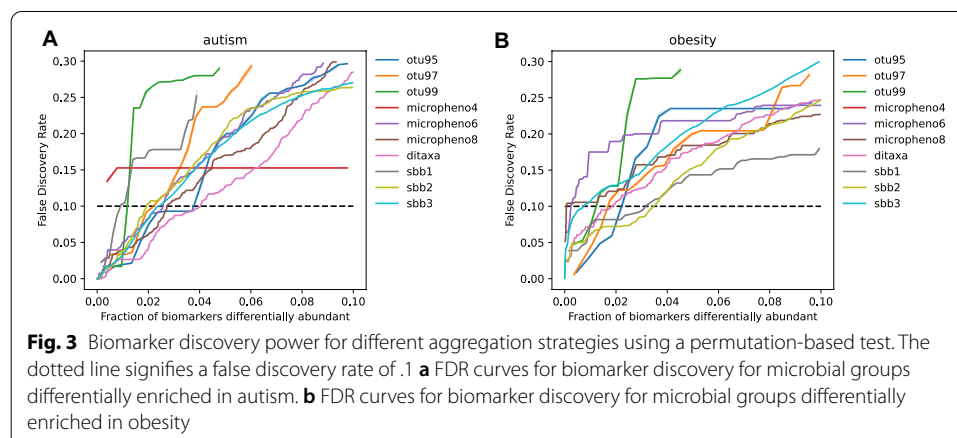 A
autism
False Discovery Rate
0.30
0.25
0.20
0.15
0.10
0.05
0.00
0.00 0.02 0.04 0.06 0.08 0.10
Fraction of biomarkers differentially abundant
otu95
otu97
otu99
micropheno4
micropheno6
micropheno8
ditaxa
sbb1
sbb2
sbb3
B
obesity
False Discovery Rate
0.30
0.25
0.20
0.15
0.10
0.05
0.00
0.00 0.02 0.04 0.06 0.08 0.10
Fraction of biomarkers differentially abundant
otu95
otu97
otu99
micropheno4
micropheno6
micropheno8
ditaxa
sbb1
sbb2
sbb3
Fig. 3 Biomarker discovery power for different aggregation strategies using a permutation-based test. The
dotted line signifies a false discovery rate of .1 a FDR curves for biomarker discovery for microbial groups
differentially enriched in autism. b FDR curves for biomarker discovery for microbial groups differentially
enriched in obesity